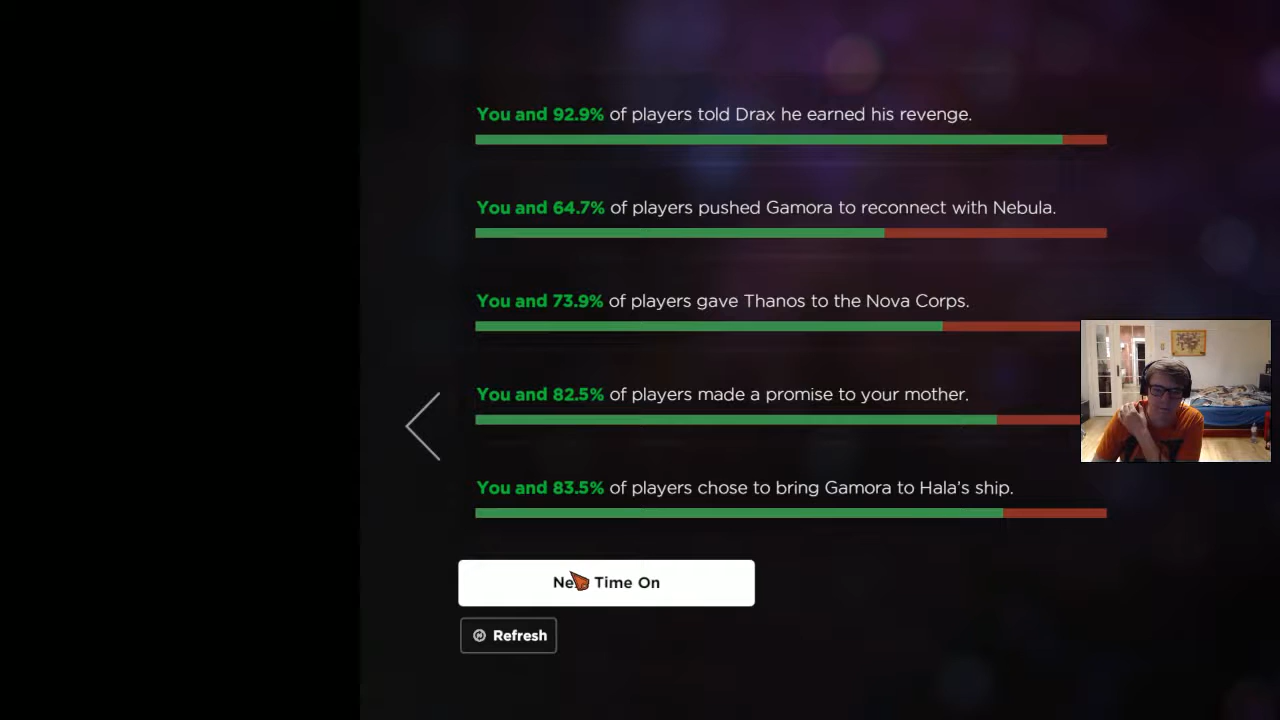 You and 92.9% of players told Drax he earned his revenge.
You and 64.7% of players pushed Gamora to reconnect with Nebula.
You and 73.9% of players gave Thanos to the Nova Corps.
You and 82.5% of players made a promise to your mother.
You and 83.5% of players chose to bring Gamora to Hala's ship.
Time On
Refresh